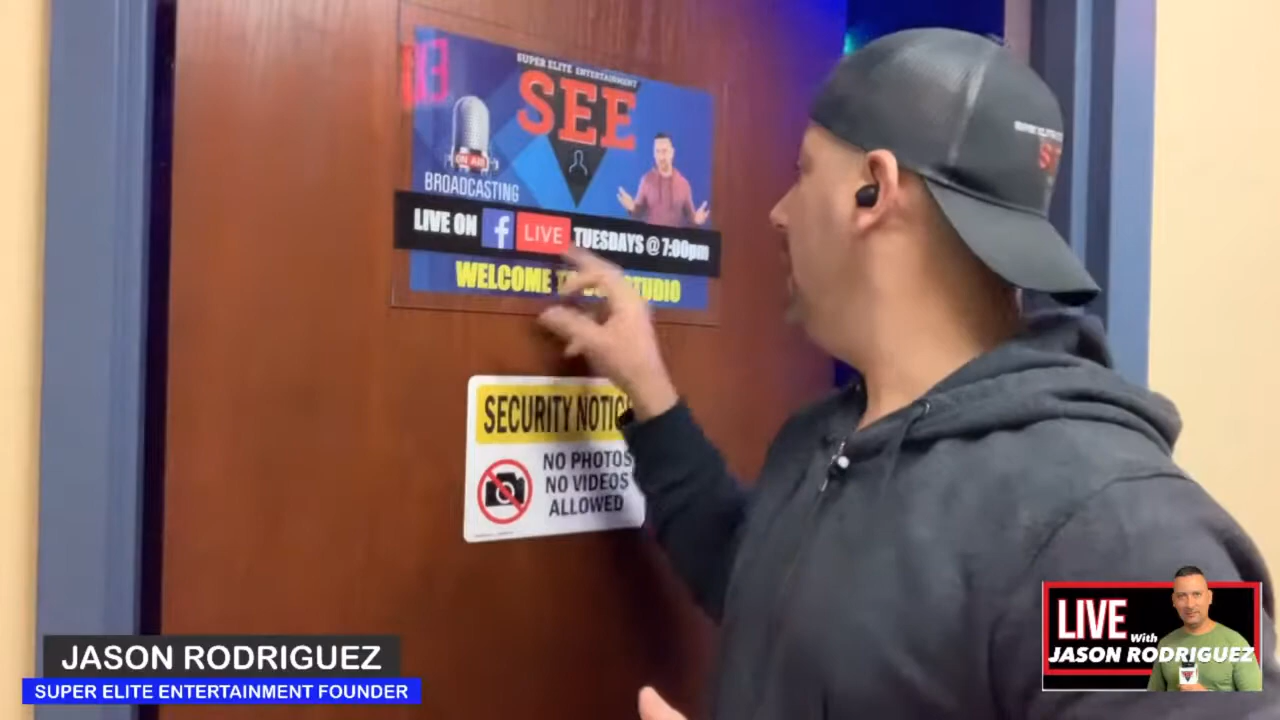 SUPER ELITE ENTERTAINMENT
SEE
ON AIR
BROADCASTING
LIVE ON f LIVE TUESDAYS @ 7:00pm
WELCOME STUDIO
SECURITY NOTIC
NO PHOTOS
NO VIDEOS
ALLOWED
LIVE
With
JASON RODRIGUEZ
JASON RODRIGUEZ
SUPER ELITE ENTERTAINMENT FOUNDER